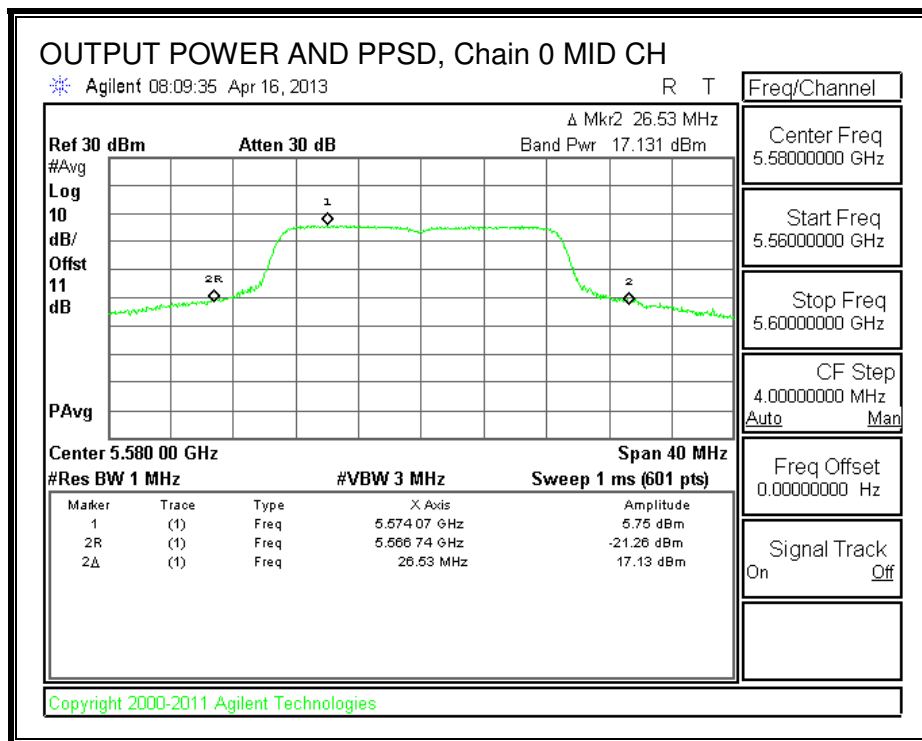 OUTPUT POWER AND PPSD, Chain 0 MID CH
Agilent 08:09:35 Apr 16, 2013 R T
Freq/Channel
Δ Mkr2 26.53 MHz
Ref 30 dBm Atten 30 dB Band Pwr 17.131 dBm
#Avg
Log
10
dB/
Offst
11
dB
PAvg
1
2R
2
Center 5.580 00 GHz Span 40 MHz
#Res BW 1 MHz #VBW 3 MHz Sweep 1 ms (601 pts)
Marker Trace Type X Axis Amplitude
1 (1) Freq 5.574 07 GHz 5.75 dBm
2R (1) Freq 5.566 74 GHz -21.26 dBm
2Δ (1) Freq 26.53 MHz 17.13 dBm
Center Freq
5.58000000 GHz
Start Freq
5.56000000 GHz
Stop Freq
5.60000000 GHz
CF Step
4.00000000 MHz
Auto Man
Freq Offset
0.00000000 Hz
Signal Track
On Off
Copyright 2000-2011 Agilent Technologies